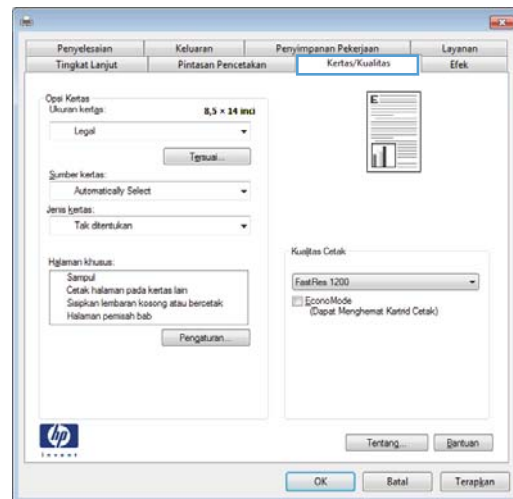 Penyelesaian Keluaran Penyimpanan Pekerjaan Layanan
Tingkat Lanjut Pintasan Pencetakan Kertas/Kualitas Efek
Opsi Kertas
Ukuran kertas: 8,5 × 14 inci
Legal
Tersuai...
Sumber kertas:
Automatically Select
Jenis kertas:
Tak ditentukan
Halaman khusus:
Sampul
Cetak halaman pada kertas lain
Sisipkan lembaran kosong atau bercetak
Halaman pemisah bab
Pengaturan...
E
Kualitas Cetak
FastRes 1200
EconoMode
(Dapat Menghemat Kartrid Cetak)
hp
invent
Tentang... Bantuan
OK Batal Terapkan